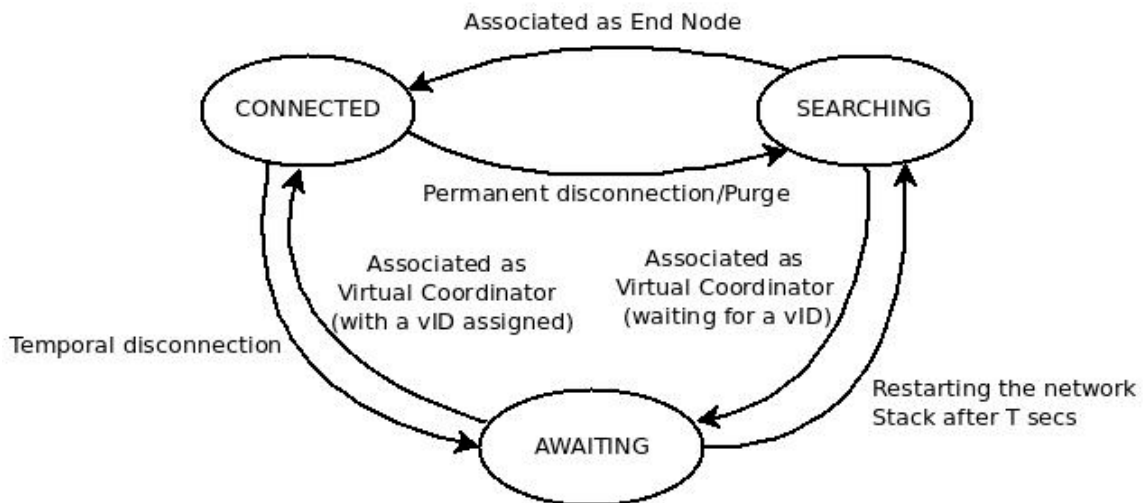 Associated as End Node
CONNECTED
SEARCHING
Permanent disconnection/Purge
Associated as
Virtual Coordinator
(with a vID assigned)
Associated as
Virtual Coordinator
(waiting for a vID)
Temporal disconnection
Restarting the network
Stack after T secs
AWAITING